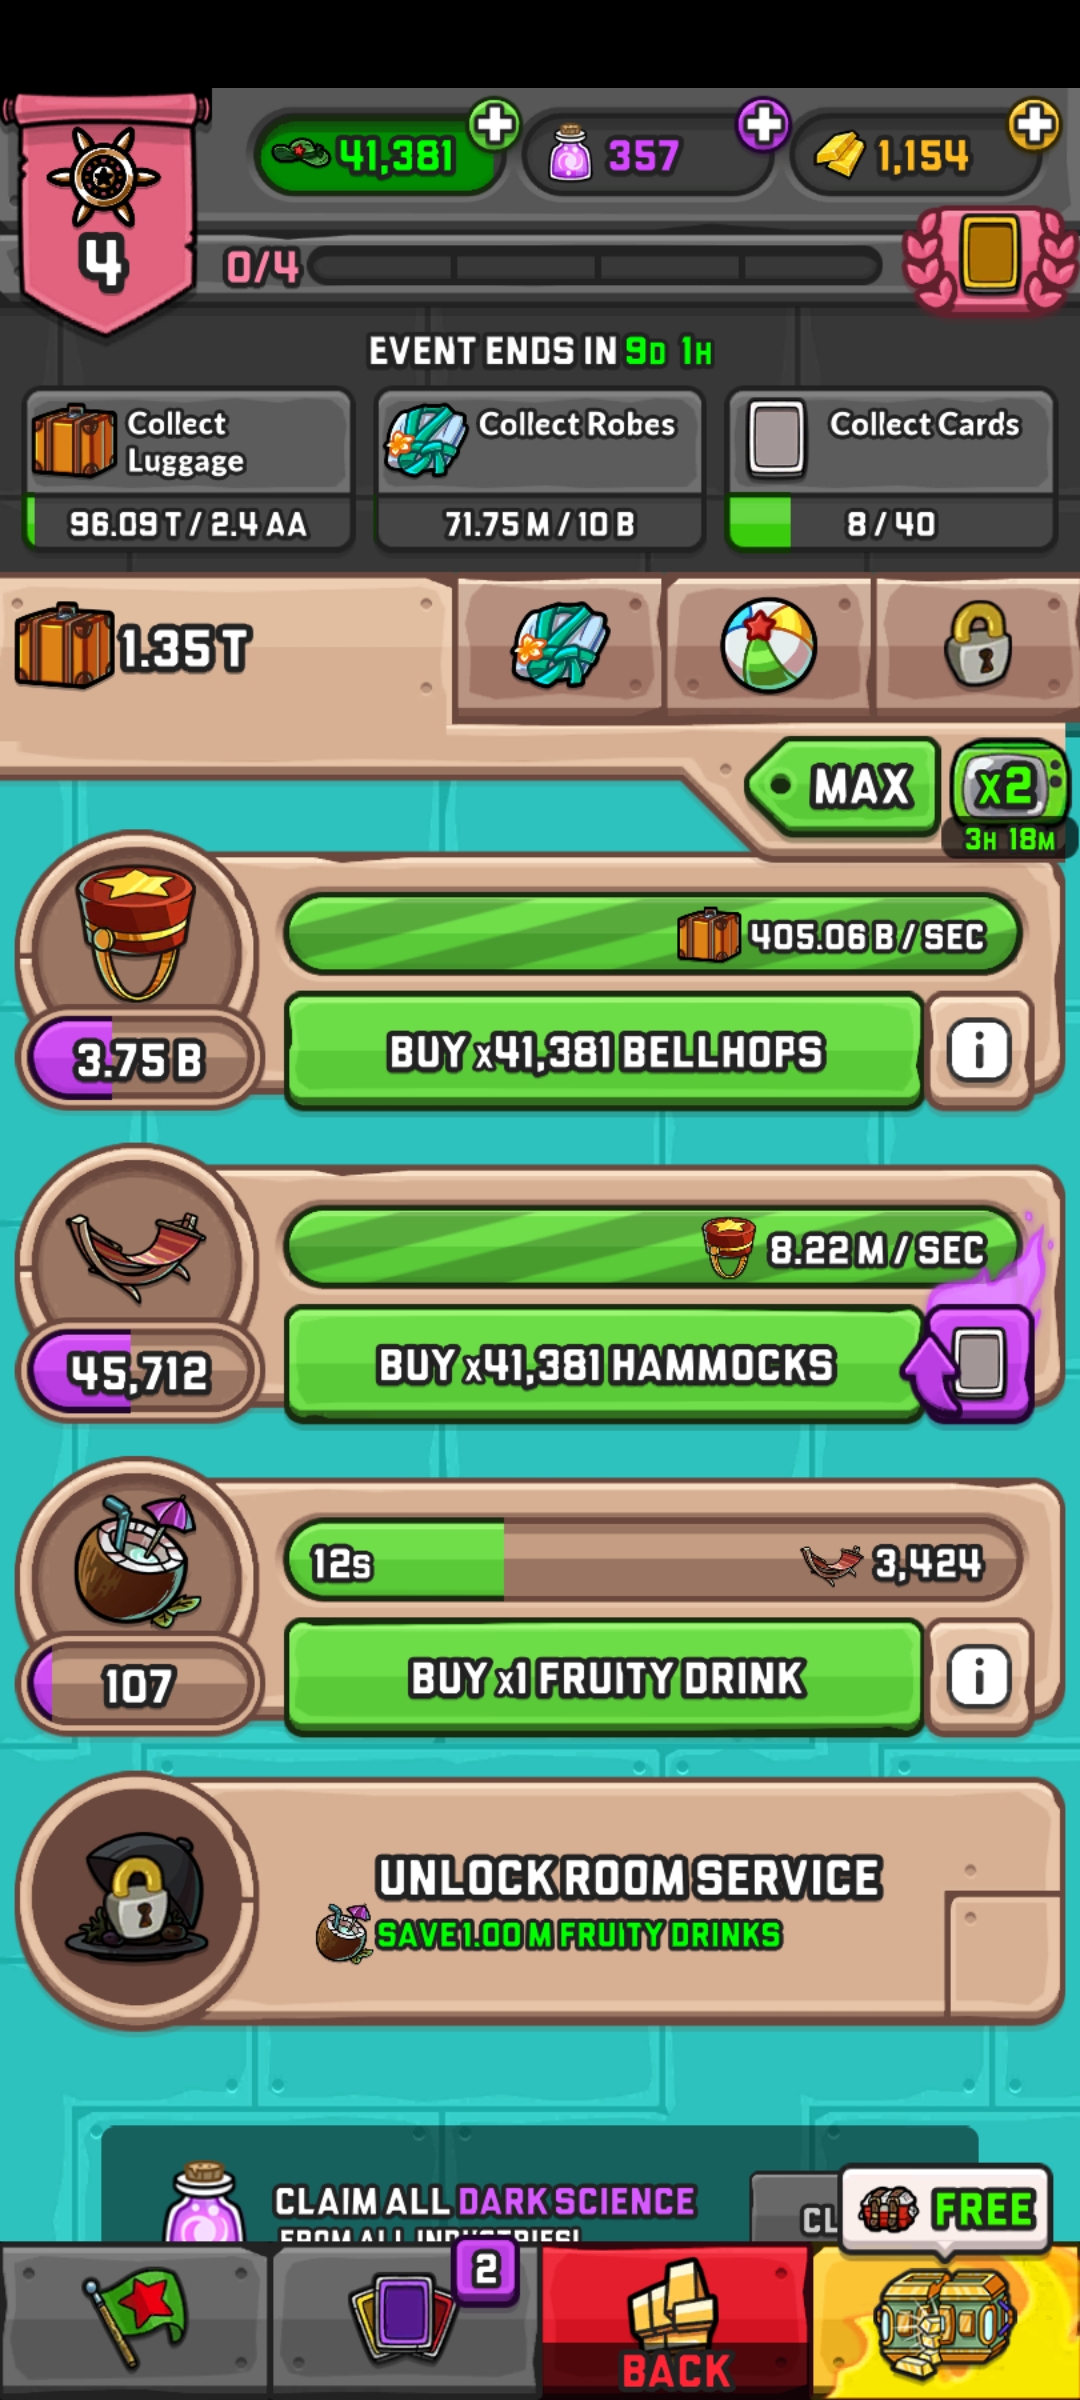 41,381
357
1,154
4
0/4
EVENT ENDS IN 9D 1H
Collect
Luggage
96.09 T / 2.4 AA
Collect Robes
71.75 M / 10 B
Collect Cards
8 / 40
1.35 T
MAX
x2
3H 18M
405.06 B / SEC
3.75 B
BUY x41,381 BELLHOPS
i
8.22 M / SEC
45,712
BUY x41,381 HAMMOCKS
12s
3,424
107
BUY x1 FRUITY DRINK
i
UNLOCK ROOM SERVICE
SAVE 1.00 M FRUITY DRINKS
CLAIM ALL DARK SCIENCE
FROM ALL INDUSTRIES!
CL
FREE
2
BACK